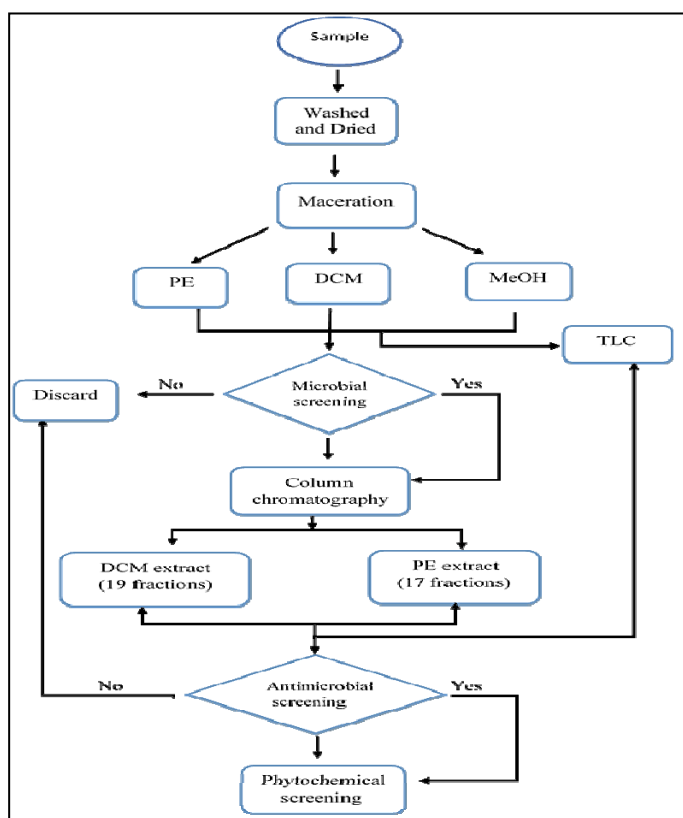 Sample
Washed
and Dried
Maceration
PE
DCM
MeOH
TLC
Discard
No
Microbial
screening
Yes
Column
chromatography
DCM extract
(19 fractions)
PE extract
(17 fractions)
No
Antimicrobial
screening
Yes
Phytochemical
screening